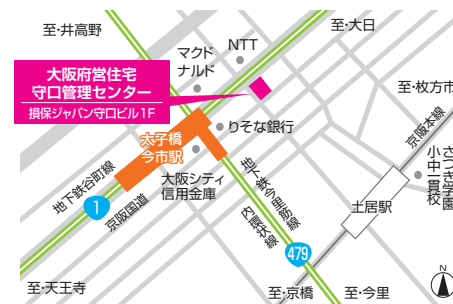 至・井高野
至・大日
マクド
ナルド
NTT
大阪府営住宅
守口管理センター
損保ジャパン守口ビル1F
至・枚方市
京阪本線
りそな銀行
太子橋
今市駅
さつき学園
小中一貫校
大阪シティ
信用金庫
地下鉄谷町線
地下鉄今里筋線
内環状線
土居駅
1
京阪国道
479
至・天王寺
至・京橋
至・今里
N